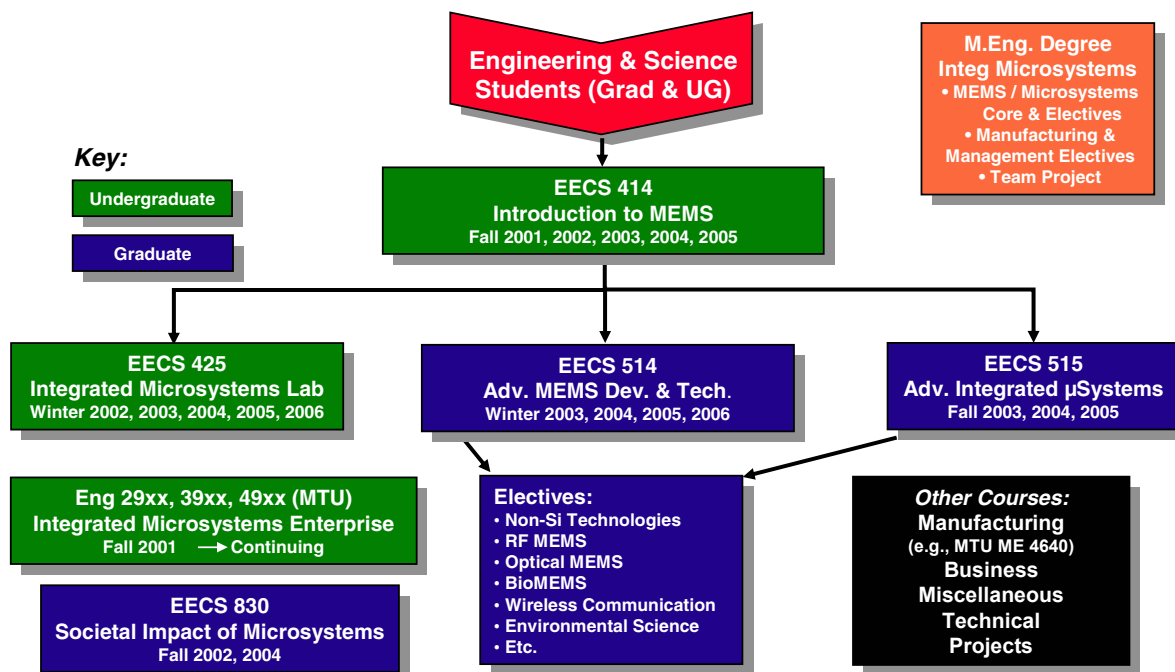 Engineering & Science
Students (Grad & UG)
M.Eng. Degree
Integ Microsystems
• MEMS / Microsystems
Core & Electives
• Manufacturing &
Management Electives
• Team Project
Key:
Undergraduate
Graduate
EECS 414
Introduction to MEMS
Fall 2001, 2002, 2003, 2004, 2005
EECS 425
Integrated Microsystems Lab
Winter 2002, 2003, 2004, 2005, 2006
EECS 514
Adv. MEMS Dev. & Tech.
Winter 2003, 2004, 2005, 2006
EECS 515
Adv. Integrated µSystems
Fall 2003, 2004, 2005
Eng 29xx, 39xx, 49xx (MTU)
Integrated Microsystems Enterprise
Fall 2001 → Continuing
EECS 830
Societal Impact of Microsystems
Fall 2002, 2004
Electives:
• Non-Si Technologies
• RF MEMS
• Optical MEMS
• BioMEMS
• Wireless Communication
• Environmental Science
• Etc.
Other Courses:
Manufacturing
(e.g., MTU ME 4640)
Business
Miscellaneous
Technical
Projects